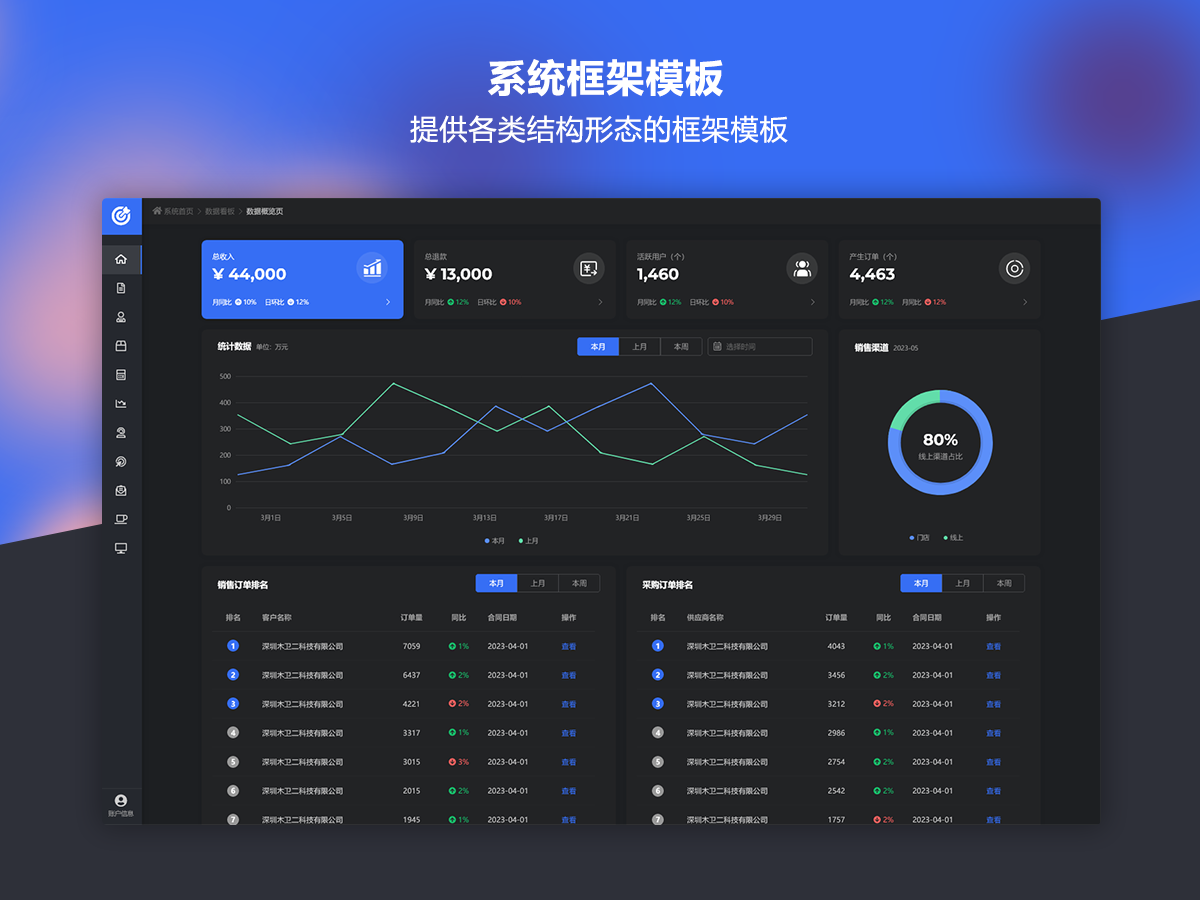 系统框架模板
提供各类结构形态的框架模板
系统首页 > 数据看板 > 数据概览页
总收入
¥ 44,000
月同比 10% 日环比 12%
总退款
¥ 13,000
月同比 12% 日环比 10%
活跃用户（个）
1,460
月同比 12% 日环比 10%
产生订单（个）
4,463
月同比 12% 月同比 12%
统计数据 单位：万元
本月 上月 本周 选择时间
500
400
300
200
100
0
3月1日 3月5日 3月9日 3月13日 3月17日 3月21日 3月25日 3月29日
本月 上月
销售渠道 2023-05
80%
线上渠道占比
门店 线上
销售订单排名
本月 上月 本周
排名 客户名称 订单量 同比 合同日期 操作
1 深圳木卫二科技有限公司 7059 1% 2023-04-01 查看
2 深圳木卫二科技有限公司 6437 2% 2023-04-01 查看
3 深圳木卫二科技有限公司 4221 2% 2023-04-01 查看
4 深圳木卫二科技有限公司 3317 1% 2023-04-01 查看
5 深圳木卫二科技有限公司 3015 3% 2023-04-01 查看
6 深圳木卫二科技有限公司 2015 2% 2023-04-01 查看
7 深圳木卫二科技有限公司 1945 1% 2023-04-01 查看
采购订单排名
本月 上月 本周
排名 供应商名称 订单量 同比 合同日期 操作
1 深圳木卫二科技有限公司 4043 1% 2023-04-01 查看
2 深圳木卫二科技有限公司 3456 2% 2023-04-01 查看
3 深圳木卫二科技有限公司 3212 2% 2023-04-01 查看
4 深圳木卫二科技有限公司 2986 1% 2023-04-01 查看
5 深圳木卫二科技有限公司 2754 2% 2023-04-01 查看
6 深圳木卫二科技有限公司 2542 2% 2023-04-01 查看
7 深圳木卫二科技有限公司 1757 2% 2023-04-01 查看
账户信息